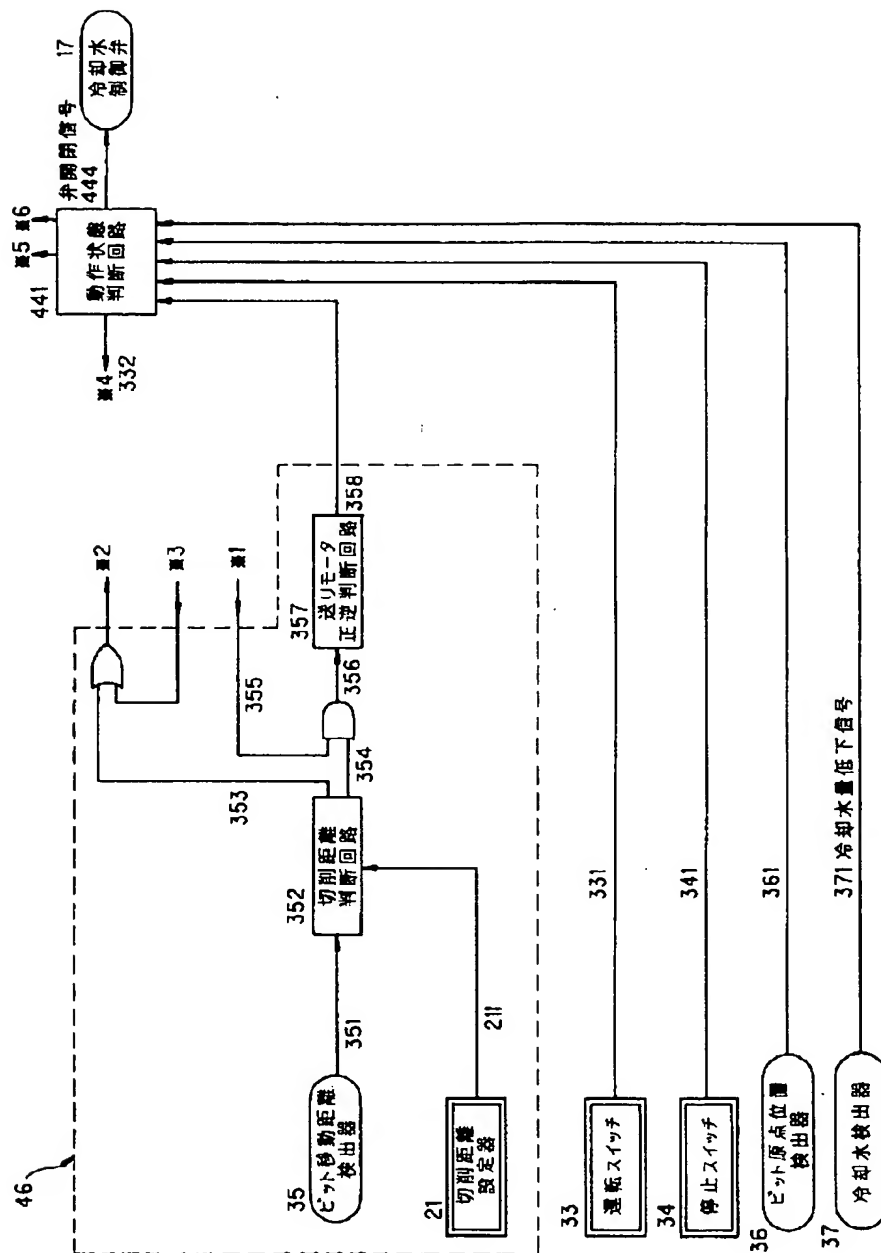 46
35
ビット移動距離
検出器
351
21
切削距離
設定器
211
352
切削距離
判断回路
353
354
355
356
357
送りモータ
正逆判断回路
358
※2
※3
※1
33
運転スイッチ
331
34
停止スイッチ
341
36
ビット原点位置
検出器
361
37
冷却水検出器
371 冷却水量低下信号
※4
332
441
動作状態
判断回路
※5
※6
弁開閉信号
444
17
冷却水
制御弁